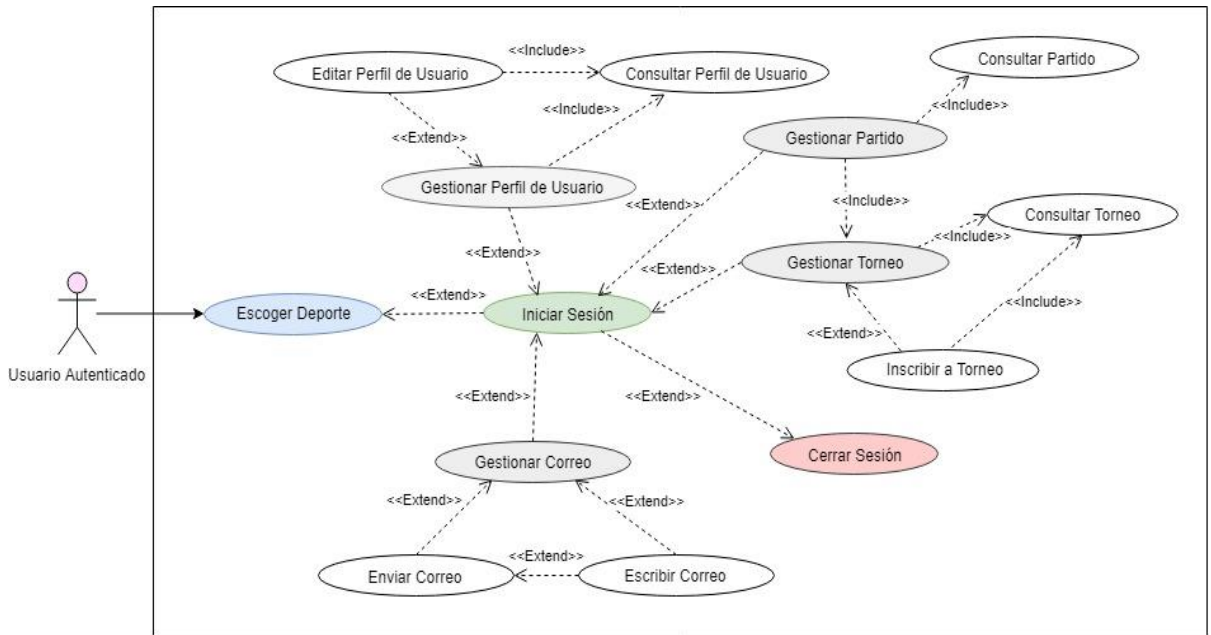 <<Include>>
Consultar Partido
Editar Perfil de Usuario
Consultar Perfil de Usuario
<<Include>>
<<Include>>
<<Extend>>
Gestionar Partido
Gestionar Perfil de Usuario
<<Extend>>
<<Include>>
Consultar Torneo
<<Include>>
<<Extend>>
<<Extend>>
Gestionar Torneo
<<Extend>>
<<Include>>
Escoger Deporte
Iniciar Sesión
<<Extend>>
Usuario Autenticado
Inscribir a Torneo
<<Extend>>
<<Extend>>
Gestionar Correo
Cerrar Sesión
<<Extend>>
<<Extend>>
<<Extend>>
Enviar Correo
Escribir Correo